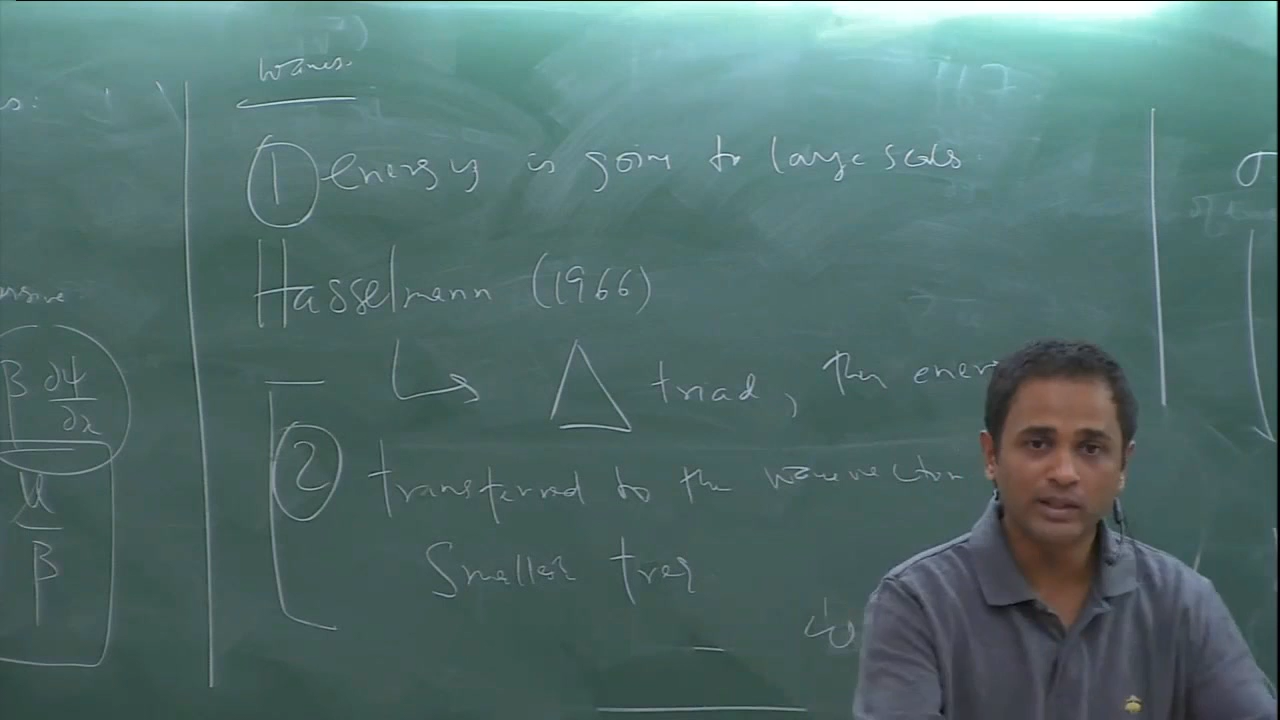 waves.
① energy is going to large scales.
Hasselmann (1966)
△ triad, the ener
② transferred to the wavevector
Smaller freq
s:
β ∂ψ
∂x
U
β
σ